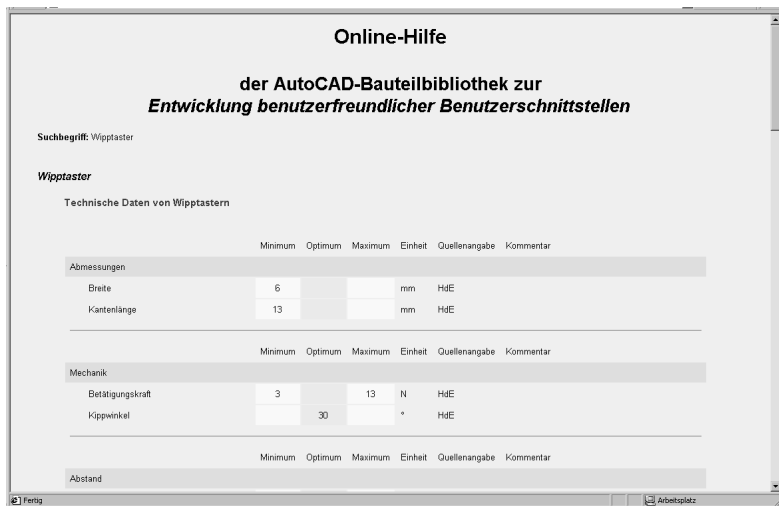 Online-Hilfe
der AutoCAD-Bauteilbibliothek zur
Entwicklung benutzerfreundlicher Benutzerschnittstellen
Suchbegriff: Wipptaster
Wipptaster
Technische Daten von Wipptastern
Minimum Optimum Maximum Einheit Quellenangabe Kommentar
Abmessungen
Breite 6 mm HdE
Kantenlänge 13 mm HdE
Minimum Optimum Maximum Einheit Quellenangabe Kommentar
Mechanik
Betätigungskraft 3 13 N HdE
Kippwinkel 30 ° HdE
Minimum Optimum Maximum Einheit Quellenangabe Kommentar
Abstand
Fertig Arbeitsplatz